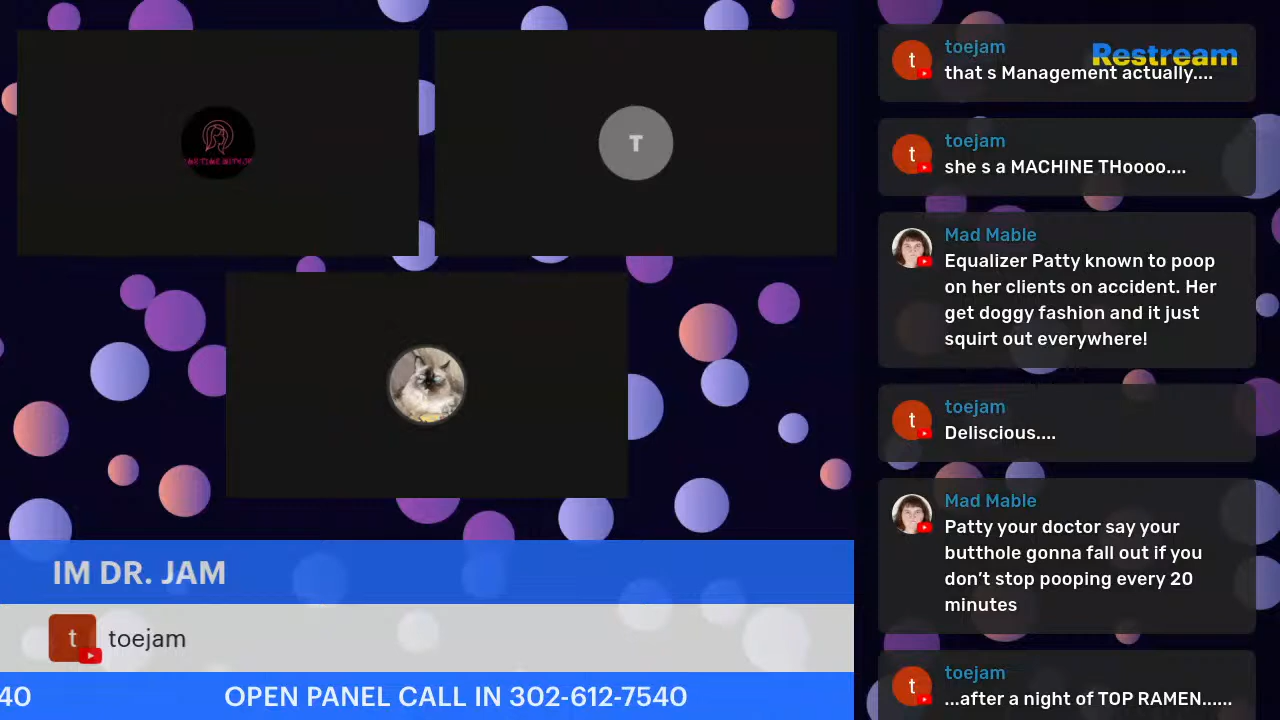 T
IM DR. JAM
t toejam
40 OPEN PANEL CALL IN 302-612-7540
Restream
t toejam
that s Management actually....
t toejam
she s a MACHINE THoooo....
Mad Mable
Equalizer Patty known to poop
on her clients on accident. Her
get doggy fashion and it just
squirt out everywhere!
t toejam
Deliscious....
Mad Mable
Patty your doctor say your
butthole gonna fall out if you
don’t stop pooping every 20
minutes
t toejam
...after a night of TOP RAMEN......